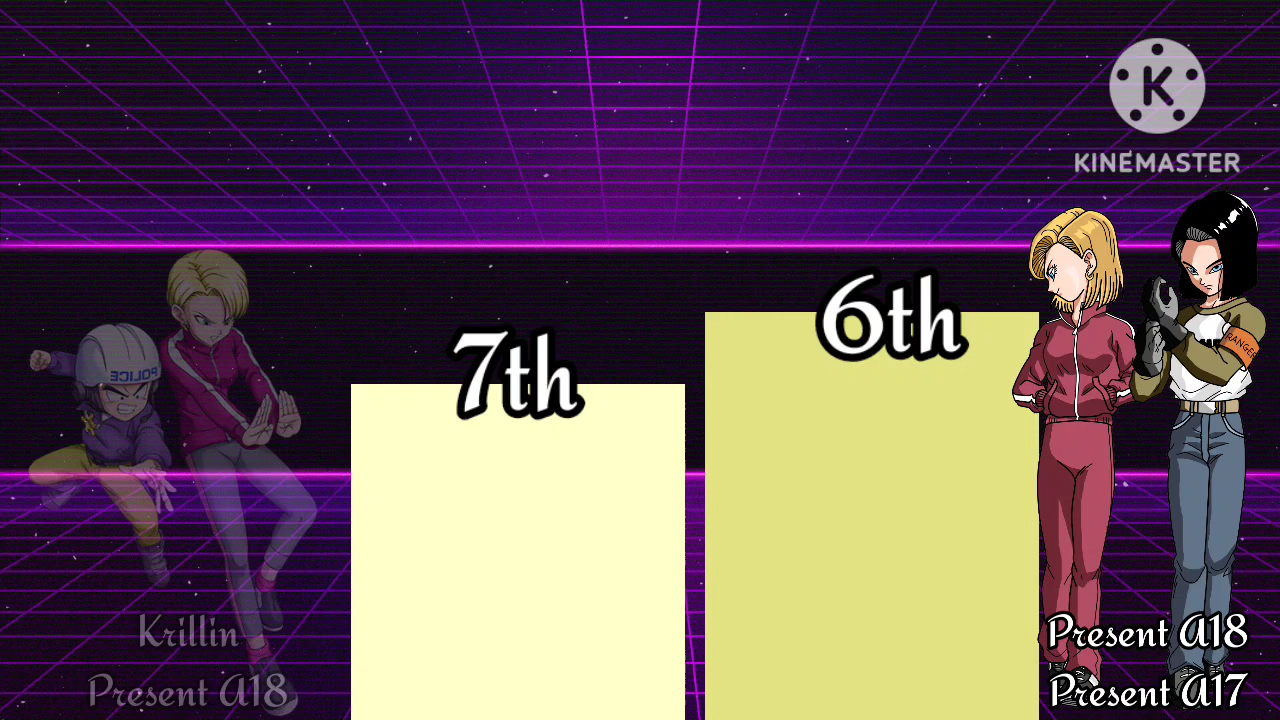 KINEMASTER
6th
7th
POLICE
RANGER
Krillin
Present A18
Present A18
Present A17